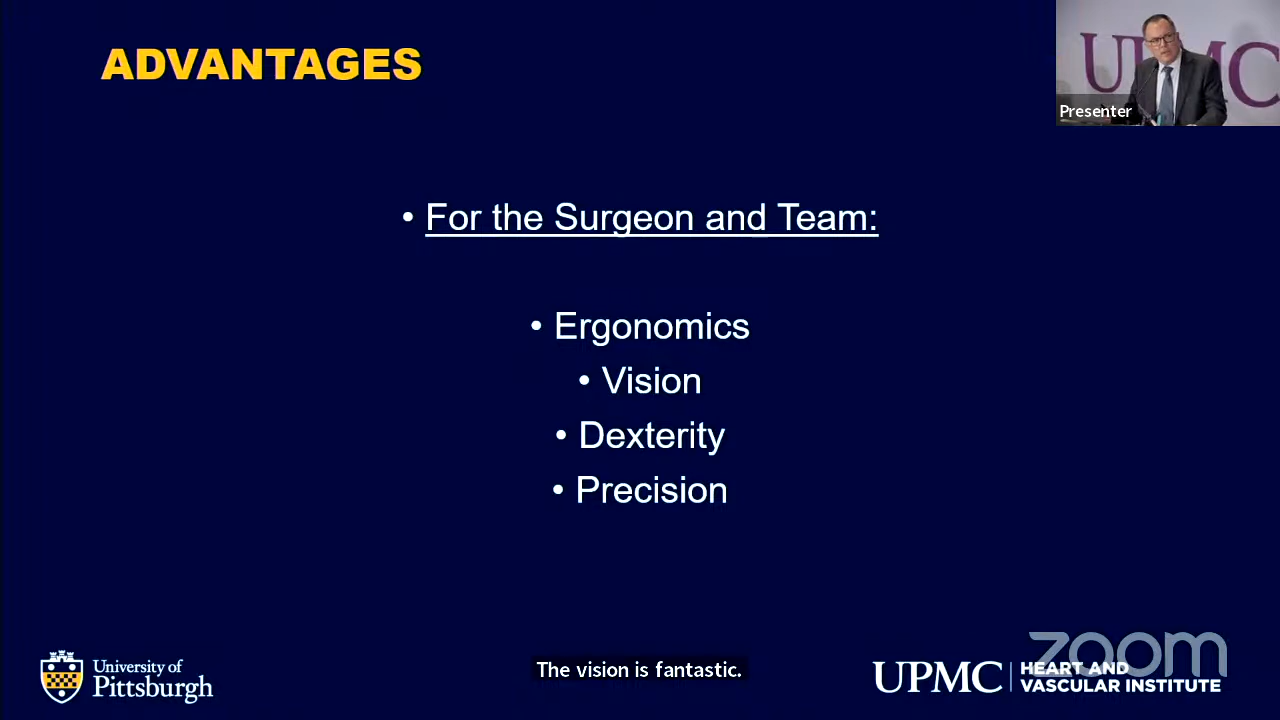 ADVANTAGES
UPMC
Presenter
• For the Surgeon and Team:
• Ergonomics
• Vision
• Dexterity
• Precision
The vision is fantastic.
University of
Pittsburgh
UPMC
HEART AND
VASCULAR INSTITUTE
zoom